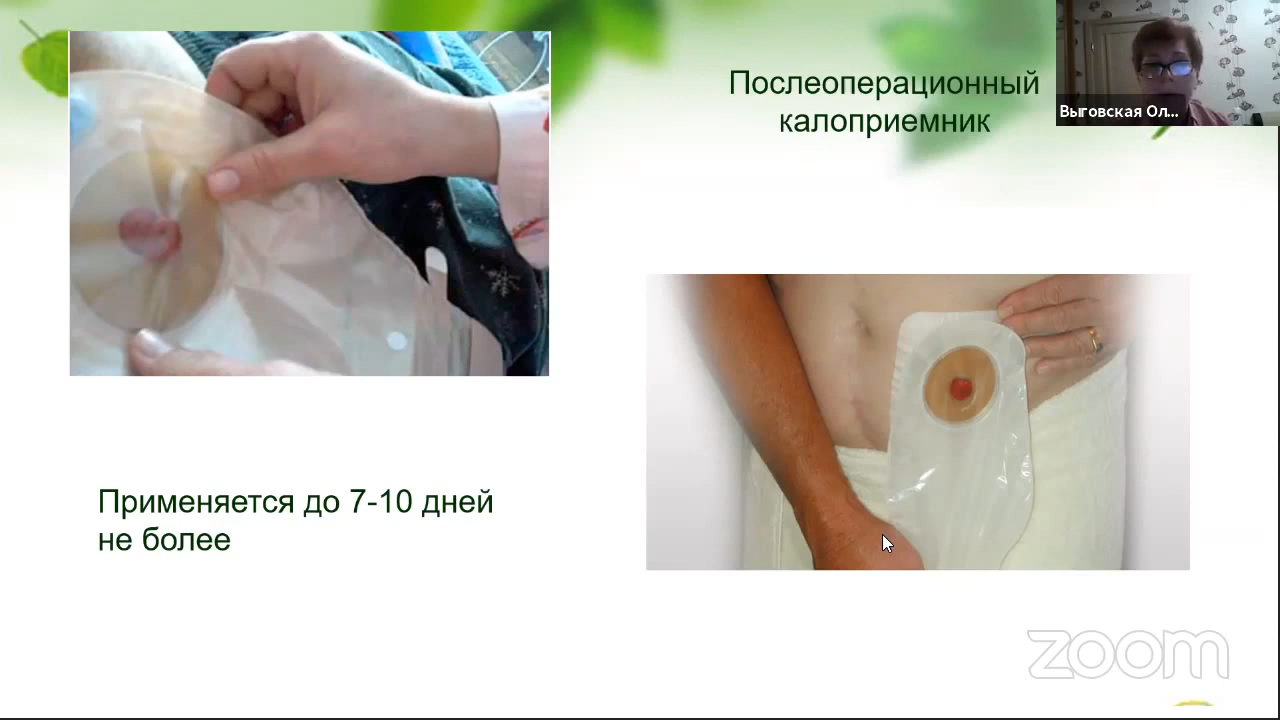 Послеоперационный
калоприемник
Выговская Ол...
Применяется до 7-10 дней
не более
zoom